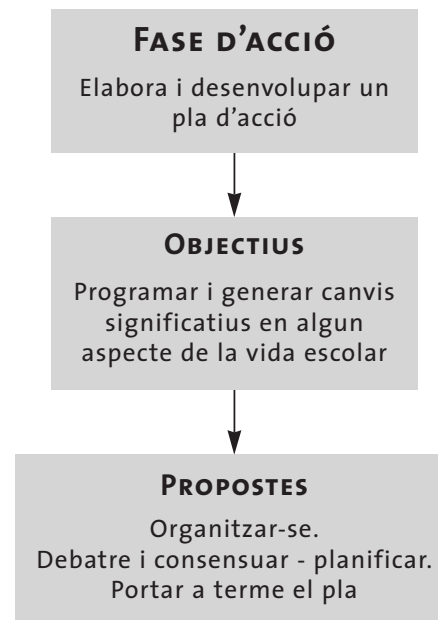 FASE D’ACCIÓ
Elabora i desenvolupar un
pla d’acció
OBJECTIUS
Programar i generar canvis
significatius en algun
aspecte de la vida escolar
PROPOSTES
Organitzar-se.
Debatre i consensuar - planificar.
Portar a terme el pla